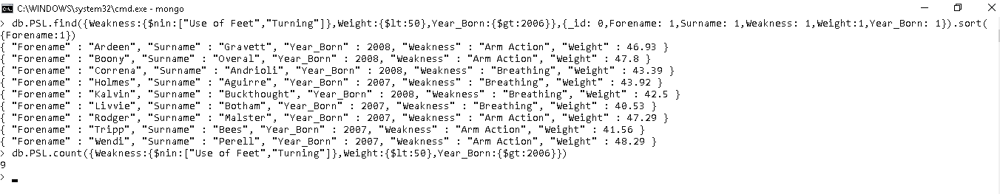 C:\WINDOWS\system32\cmd.exe - mongo
> db.PSL.find({Weakness:{$nin:["Use of Feet","Turning"]},Weight:{$lt:50},Year_Born:{$gt:2006}},{_id: 0,Forename: 1,Surname: 1,Weakness: 1,Weight:1,Year_Born: 1}).sort(
{Forename:1})
{ "Forename" : "Ardeen", "Surname" : "Gravett", "Year_Born" : 2008, "Weakness" : "Arm Action", "Weight" : 46.93 }
{ "Forename" : "Boony", "Surname" : "Overal", "Year_Born" : 2008, "Weakness" : "Arm Action", "Weight" : 47.8 }
{ "Forename" : "Correna", "Surname" : "Andrioli", "Year_Born" : 2008, "Weakness" : "Breathing", "Weight" : 43.39 }
{ "Forename" : "Holmes", "Surname" : "Aguirre", "Year_Born" : 2007, "Weakness" : "Breathing", "Weight" : 43.92 }
{ "Forename" : "Kalvin", "Surname" : "Buckthought", "Year_Born" : 2008, "Weakness" : "Breathing", "Weight" : 42.5 }
{ "Forename" : "Livvie", "Surname" : "Botham", "Year_Born" : 2007, "Weakness" : "Breathing", "Weight" : 40.53 }
{ "Forename" : "Rodger", "Surname" : "Malster", "Year_Born" : 2007, "Weakness" : "Arm Action", "Weight" : 47.29 }
{ "Forename" : "Tripp", "Surname" : "Bees", "Year_Born" : 2007, "Weakness" : "Arm Action", "Weight" : 41.56 }
{ "Forename" : "Wendi", "Surname" : "Perell", "Year_Born" : 2007, "Weakness" : "Arm Action", "Weight" : 48.29 }
> db.PSL.count({Weakness:{$nin:["Use of Feet","Turning"]},Weight:{$lt:50},Year_Born:{$gt:2006}})
9
>